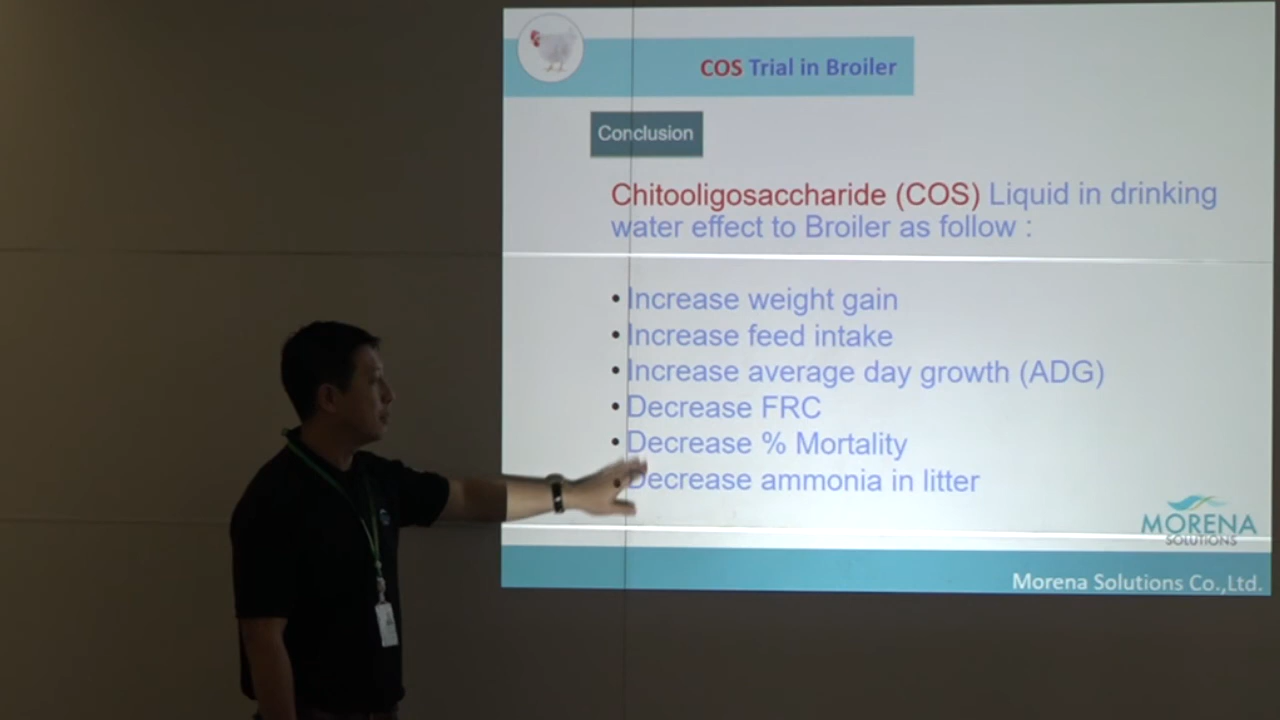 COS Trial in Broiler
Conclusion
Chitooligosaccharide (COS) Liquid in drinking
water effect to Broiler as follow :
• Increase weight gain
• Increase feed intake
• Increase average day growth (ADG)
• Decrease FRC
• Decrease % Mortality
• Decrease ammonia in litter
MORENA
SOLUTIONS
Morena Solutions Co.,Ltd.